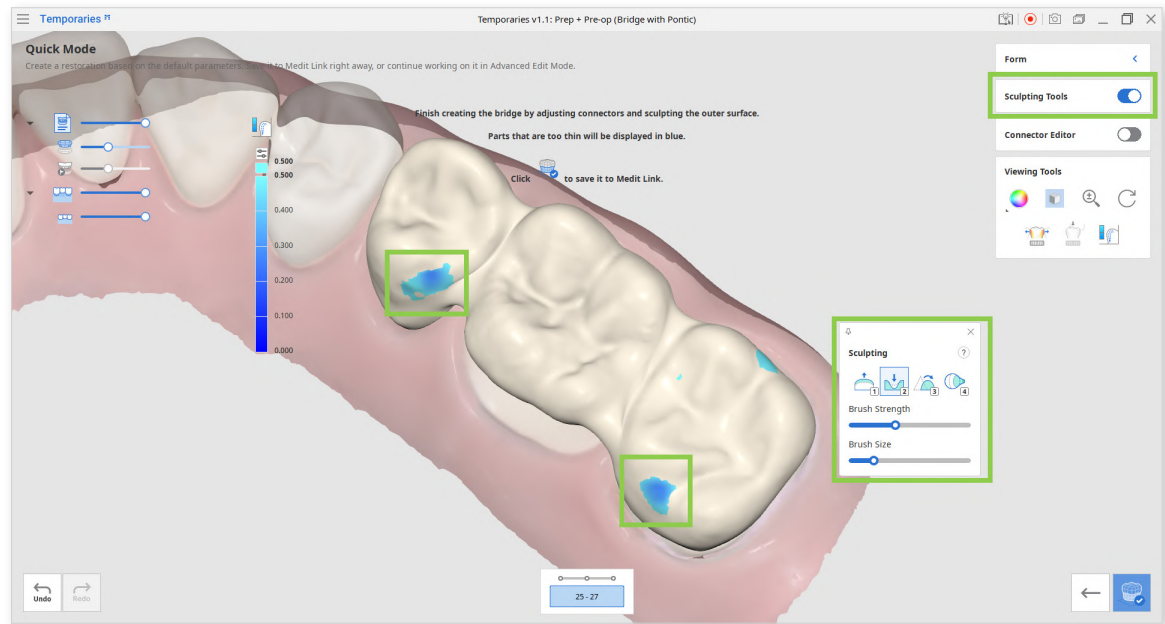 Temporaries
Temporaries v1.1: Prep + Pre-op (Bridge with Pontic)
Quick Mode
Create a restoration based on the default parameters. Save it to Medit Link right away, or continue working on it in Advanced Edit Mode.
Finish creating the bridge by adjusting connectors and sculpting the outer surface.
Parts that are too thin will be displayed in blue.
Click to save it to Medit Link.
0.500
0.500
0.400
0.300
0.200
0.100
0.000
Form
Sculpting Tools
Connector Editor
Viewing Tools
Sculpting
?
1
2
3
4
Brush Strength
Brush Size
Undo
Redo
25 - 27